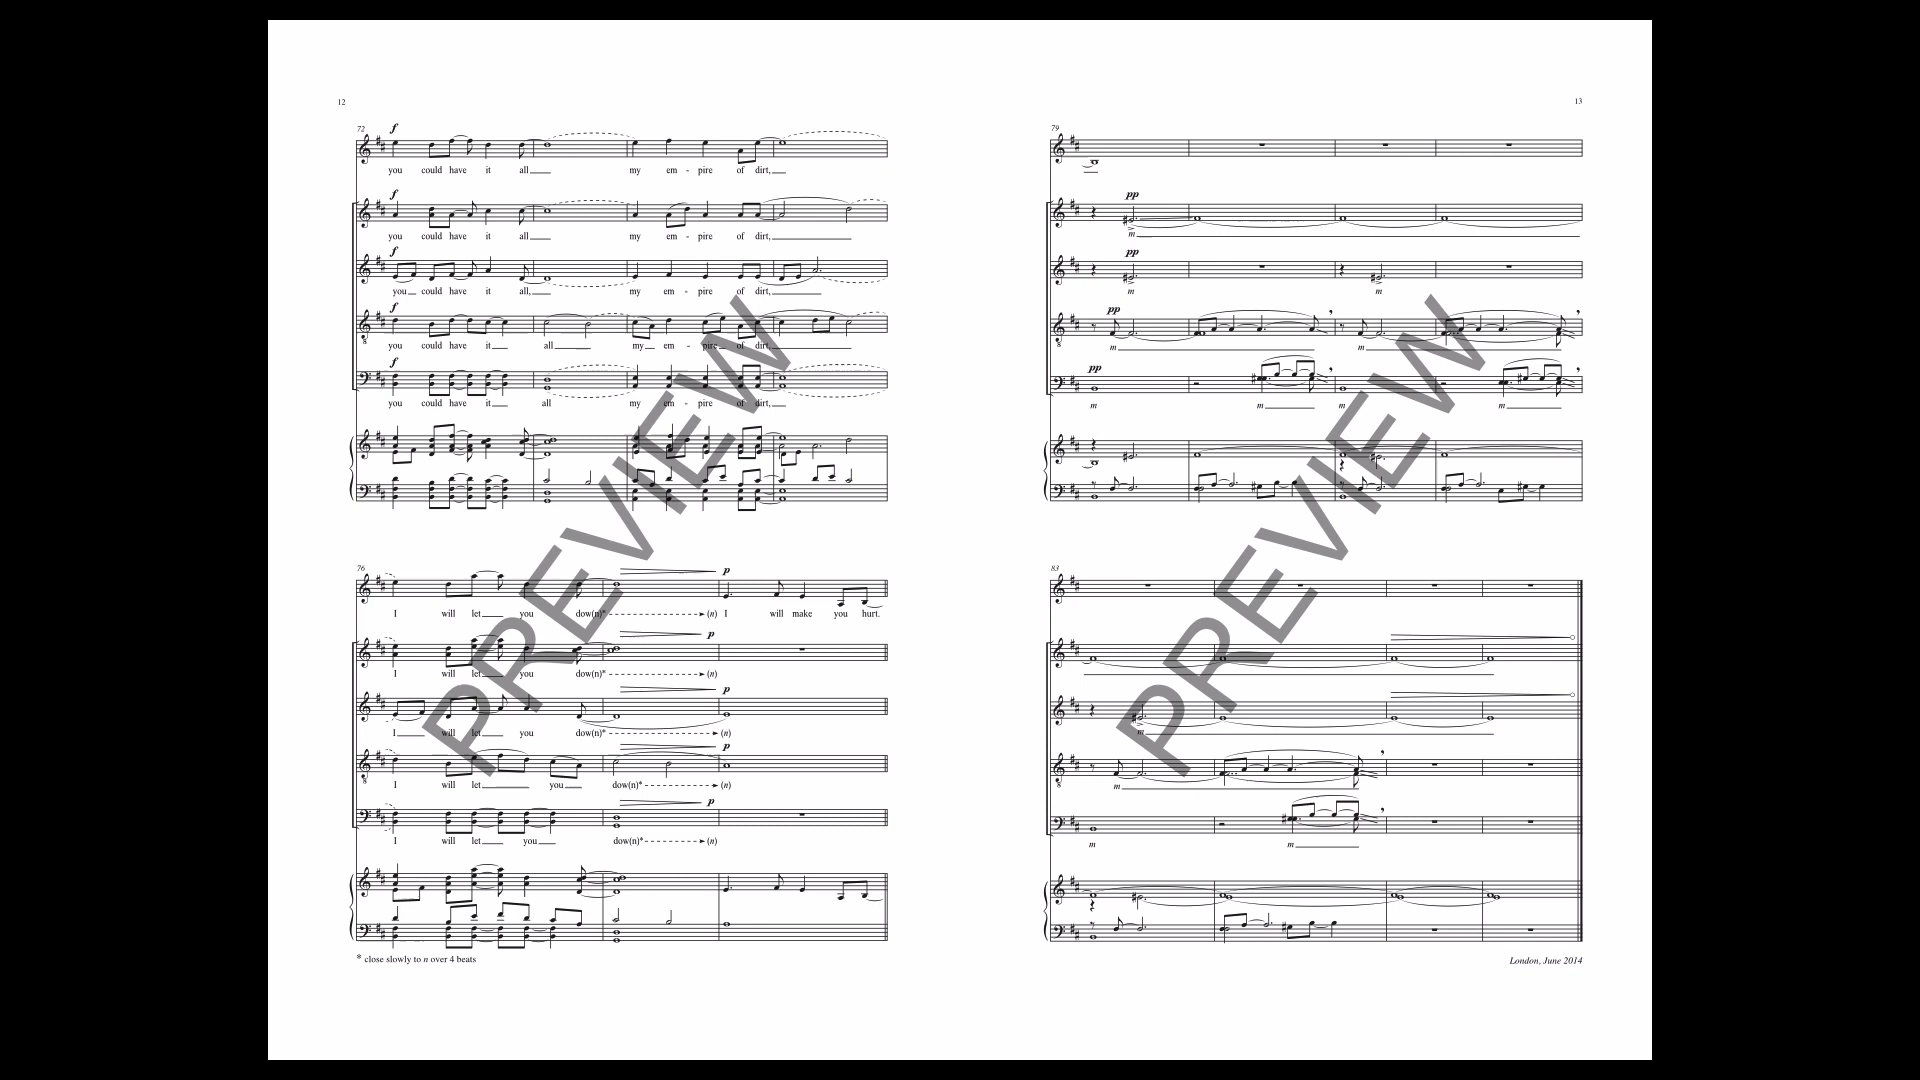 12
72
f
you could have it all my em - pire of dirt,
f
you could have it all my em - pire of dirt,
f
you could have it all, my em - pire of dirt,
f
you could have it all my em - pire of dirt,
f
you could have it all my em - pire of dirt,
76
p
I will let you dow(n)* (n) I will make you hurt.
p
I will let you dow(n)* (n)
p
I will let you dow(n)* (n)
p
I will let you dow(n)* (n)
p
I will let you dow(n)* (n)
* close slowly to n over 4 beats
PREVIEW
13
79
pp
m
pp
m m
pp
m m
pp
m m m m
83
m
m
m m
London, June 2014
PREVIEW